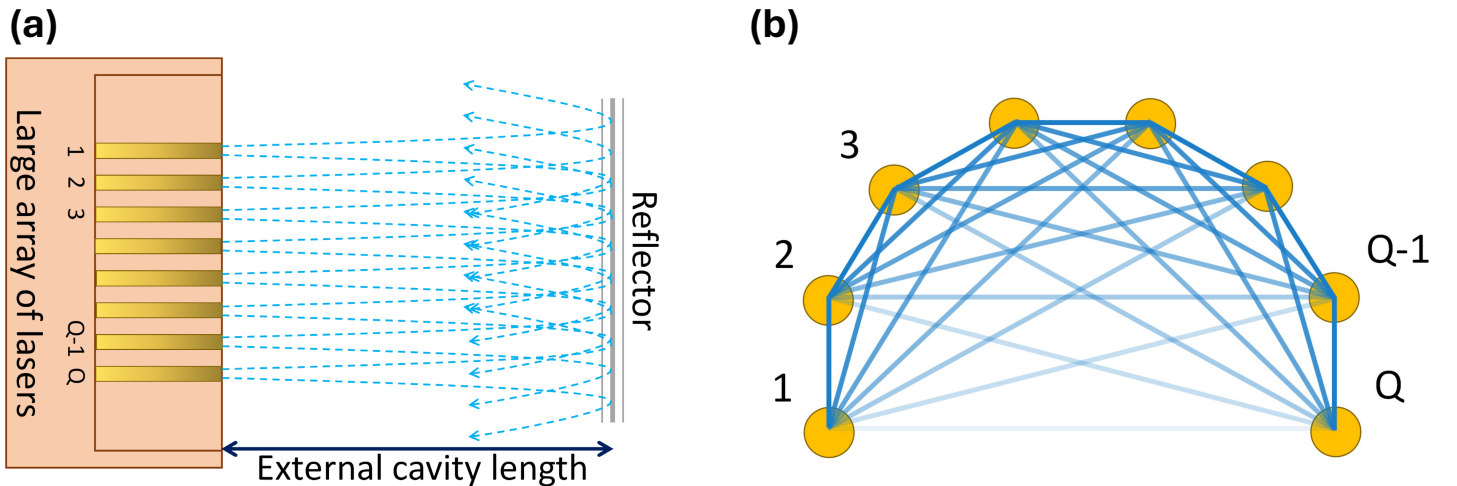 (a)
Large array of lasers
1
2
3
Q-1
Q
Reflector
External cavity length
(b)
3
2
1
Q-1
Q